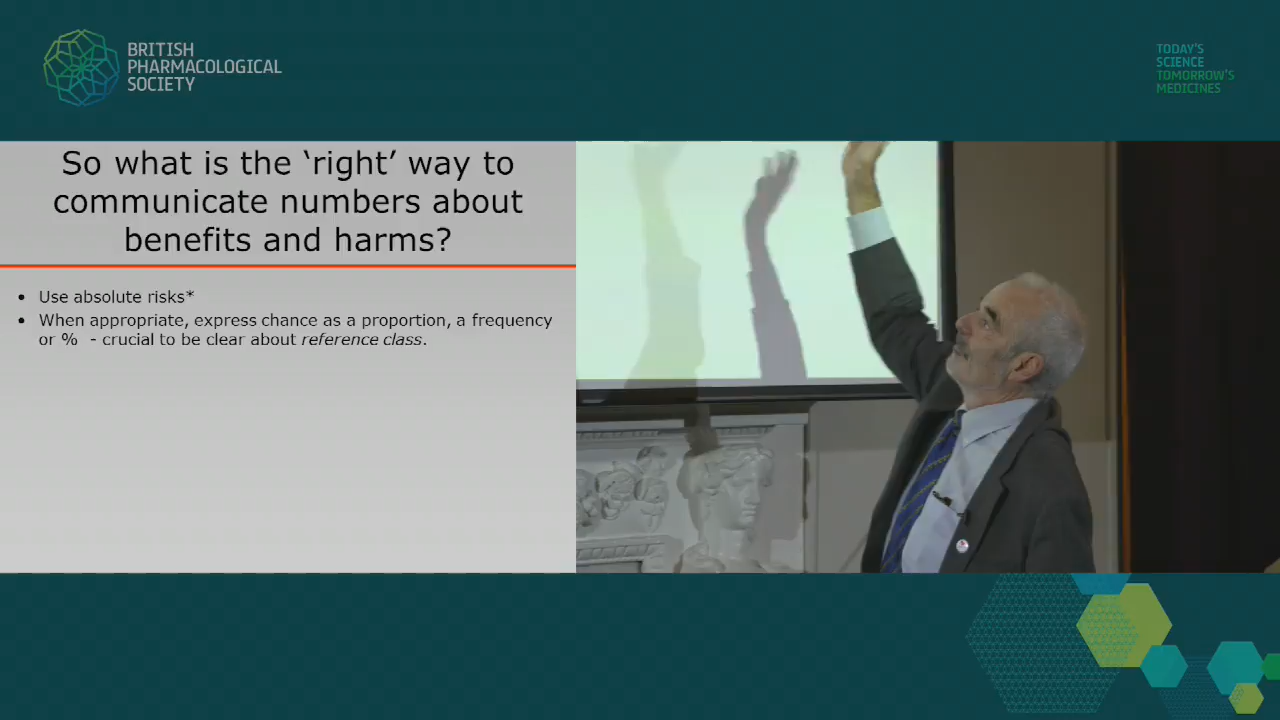 BRITISH
PHARMACOLOGICAL
SOCIETY
TODAY'S
SCIENCE
TOMORROW'S
MEDICINES
So what is the ‘right’ way to
communicate numbers about
benefits and harms?
• Use absolute risks*
• When appropriate, express chance as a proportion, a frequency
or % - crucial to be clear about reference class.